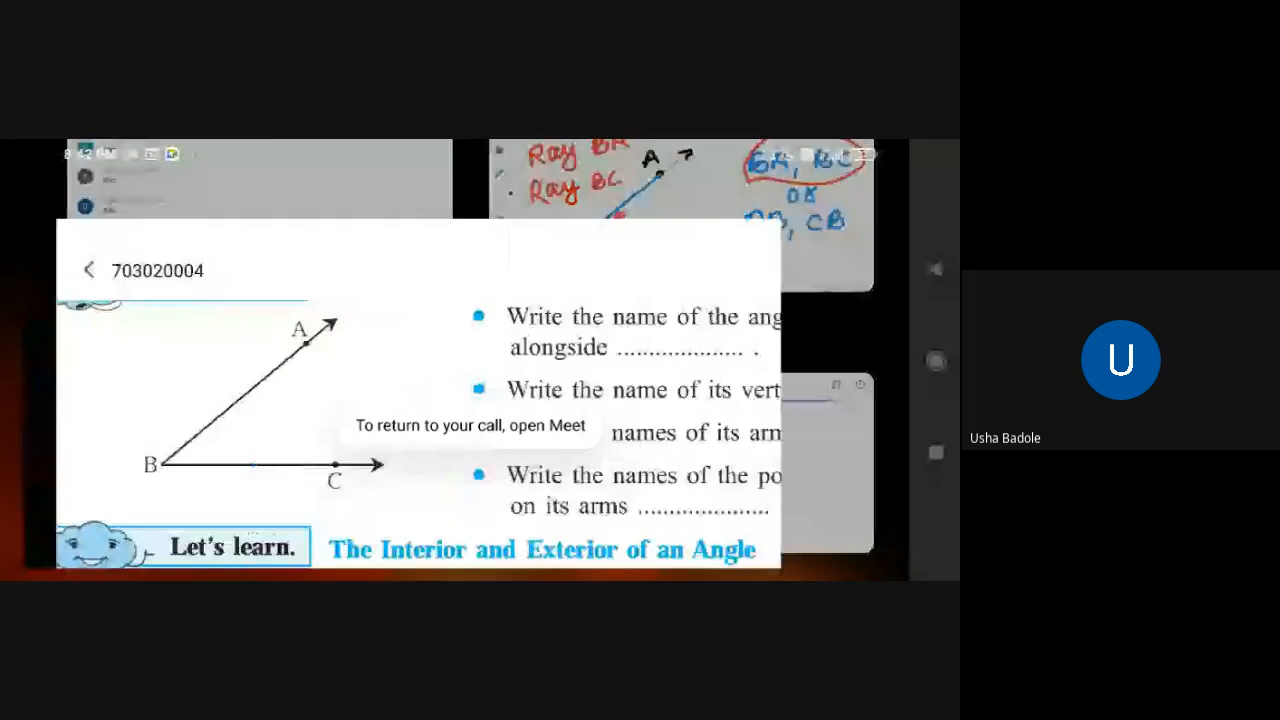 Ray BA
Ray BC
A
BA, BC
OR
CB
703020004
A
B
C
Write the name of the ang
alongside .................... .
Write the name of its vert
To return to your call, open Meet
names of its arm
Write the names of the po
on its arms .....................
Let's learn.
The Interior and Exterior of an Angle
U
Usha Badole